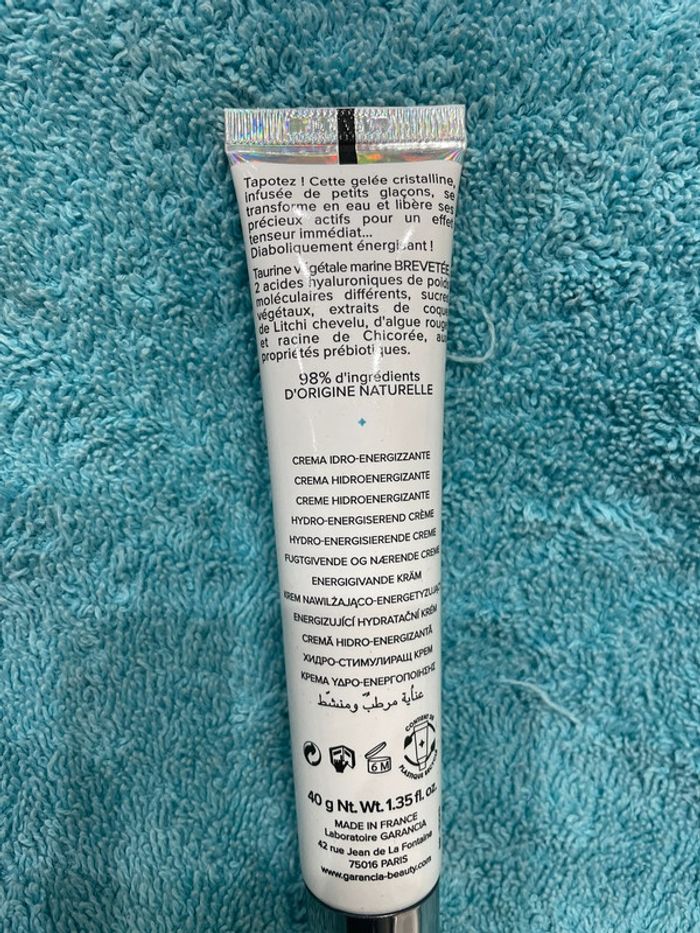 Tapotez ! Cette gelée cristalline,
infusée de petits glaçons, se
transforme en eau et libère ses
précieux actifs pour un effet
tenseur immédiat...
Diaboliquement énergisant !
Taurine végétale marine BREVETÉE,
2 acides hyaluroniques de poids
moléculaires différents, sucres
végétaux, extraits de coque
de Litchi chevelu, d'algue rouge
et racine de Chicorée, aux
propriétés prébiotiques.
98% d'ingrédients
D'ORIGINE NATURELLE
CREMA IDRO-ENERGIZZANTE
CREMA HIDROENERGIZANTE
CREME HIDROENERGIZANTE
HYDRO-ENERGISEREND CRÈME
HYDRO-ENERGISIERENDE CREME
FUGTGIVENDE OG NÆRENDE CREME
ENERGIGIVANDE KRÄM
KREM NAWILŻAJĄCO-ENERGETYZUJĄCY
ENERGIZUJÍCÍ HYDRATAČNÍ KRÉM
CREMĂ HIDRO-ENERGIZANTĂ
ХИДРО-СТИМУЛИРАЩ КРЕМ
ΚΡΕΜΑ ΥΔΡΟ-ΕΝΕΡΓΟΠΟΙΗΣΗΣ
عناية مرطبٌ ومنشّط
6 M
CONTIENT DU
PLASTIQUE RECYCLÉ
40 g Nt. Wt. 1.35 fl. oz.
MADE IN FRANCE
Laboratoire GARANCIA
42 rue Jean de La Fontaine
75016 PARIS
www.garancia-beauty.com